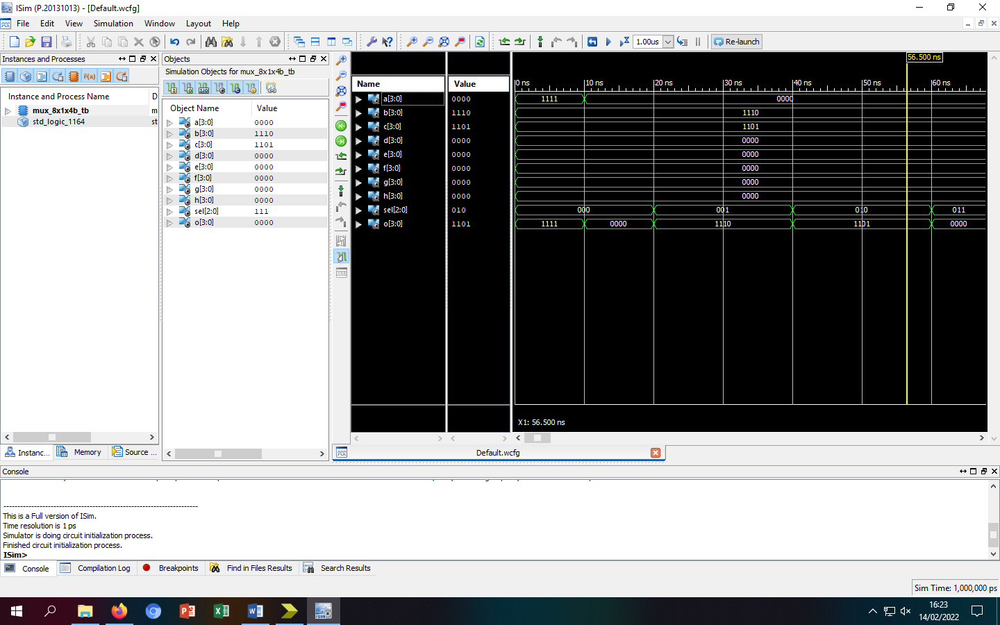 ISim (P.20131013) - [Default.wcfg]
File Edit View Simulation Window Layout Help
1.00us Re-launch
Instances and Processes
Instance and Process Name D
mux_8x1x4b_tb m
std_logic_1164 st
Instanc... Memory Source ...
Objects
Simulation Objects for mux_8x1x4b_tb
Object Name Value
a[3:0] 0000
b[3:0] 1110
c[3:0] 1101
d[3:0] 0000
e[3:0] 0000
f[3:0] 0000
g[3:0] 0000
h[3:0] 0000
sel[2:0] 111
o[3:0] 0000
56.500 ns
Name Value 0 ns 10 ns 20 ns 30 ns 40 ns 50 ns 60 ns
a[3:0] 0000 1111 0000
b[3:0] 1110 1110
c[3:0] 1101 1101
d[3:0] 0000 0000
e[3:0] 0000 0000
f[3:0] 0000 0000
g[3:0] 0000 0000
h[3:0] 0000 0000
sel[2:0] 010 000 001 010 011
o[3:0] 1101 1111 0000 1110 1101 0000
X1: 56.500 ns
Default.wcfg
Console
This is a Full version of ISim.
Time resolution is 1 ps
Simulator is doing circuit initialization process.
Finished circuit initialization process.
ISim>
Console Compilation Log Breakpoints Find in Files Results Search Results
Sim Time: 1,000,000 ps
16:23
14/02/2022